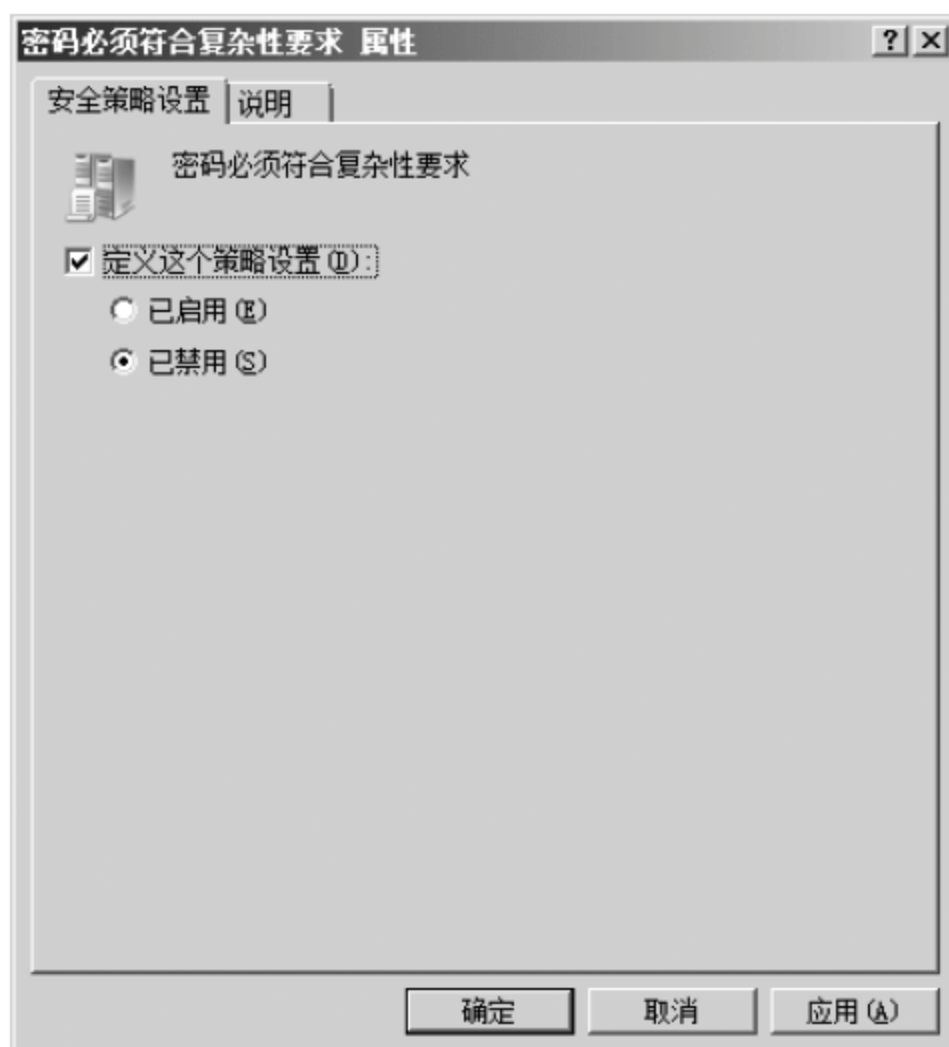 密码必须符合复杂性要求 属性
安全策略设置 说明
密码必须符合复杂性要求
定义这个策略设置(D):
已启用(E)
已禁用(S)
确定 取消 应用(A)